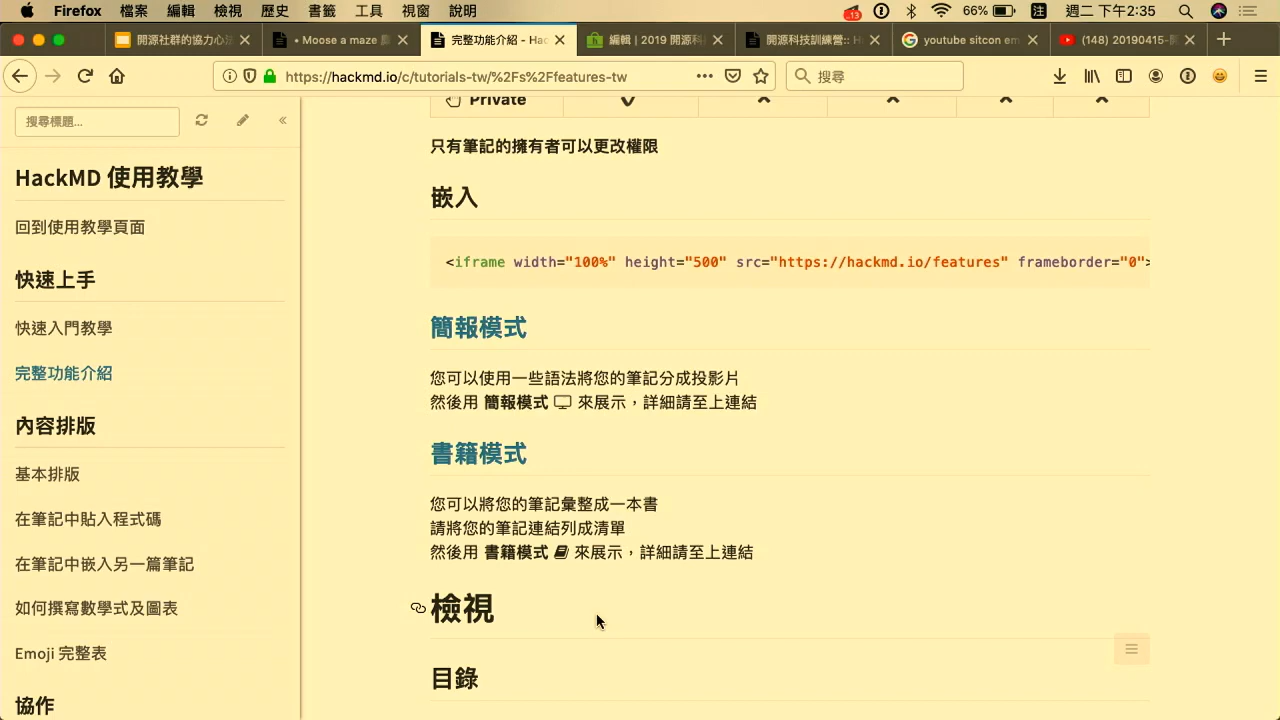 Firefox 檔案 編輯 檢視 歷史 書籤 工具 視窗 說明
13 66% 注 週二 下午2:35
開源社群的協力心法
• Moose a maze
完整功能介紹 - Hac
編輯 | 2019 開源科技
開源科技訓練營:: Ha
youtube sitcon em
(148) 20190415-開
https://hackmd.io/c/tutorials-tw/%2Fs%2Ffeatures-tw
搜尋
搜尋標題...
HackMD 使用教學
回到使用教學頁面
快速上手
快速入門教學
完整功能介紹
內容排版
基本排版
在筆記中貼入程式碼
在筆記中嵌入另一篇筆記
如何撰寫數學式及圖表
Emoji 完整表
協作
Private
只有筆記的擁有者可以更改權限
嵌入
<iframe width="100%" height="500" src="https://hackmd.io/features" frameborder="0">
簡報模式
您可以使用一些語法將您的筆記分成投影片
然後用 簡報模式 來展示，詳細請至上連結
書籍模式
您可以將您的筆記彙整成一本書
請將您的筆記連結列成清單
然後用 書籍模式 來展示，詳細請至上連結
檢視
目錄